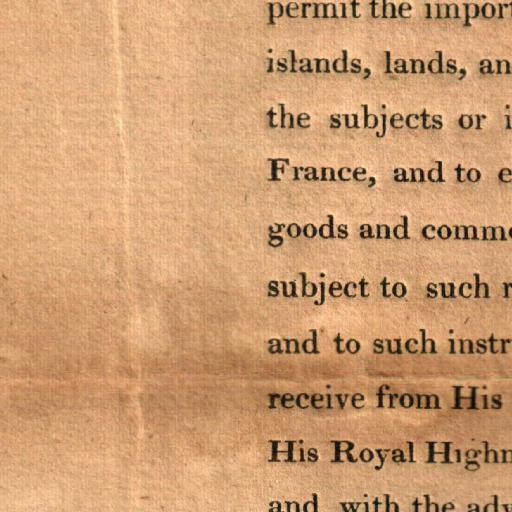 permit the impor
islands, lands, an
the subjects or i
France, and to e
goods and comm
subject to such r
and to such instr
receive from His
His Royal Highn
and with the adv